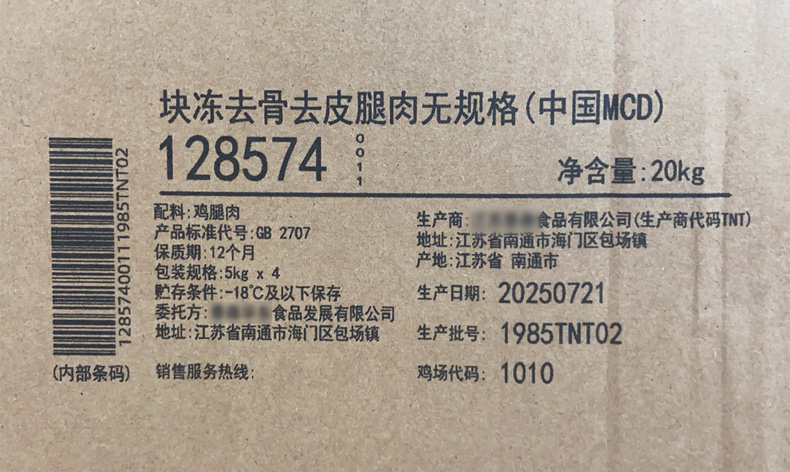 块冻去骨去皮腿肉无规格(中国MCD)
128574
0011
净含量:20kg
配料:鸡腿肉
产品标准代号:GB 2707
保质期:12个月
包装规格:5kg x 4
贮存条件:-18℃及以下保存
委托方:食品发展有限公司
地址:江苏省南通市海门区包场镇
销售服务热线:
生产商:食品有限公司(生产商代码TNT)
地址:江苏省南通市海门区包场镇
产地:江苏省 南通市
生产日期: 20250721
生产批号: 1985TNT02
鸡场代码: 1010
12857400111985TNT02
(内部条码)